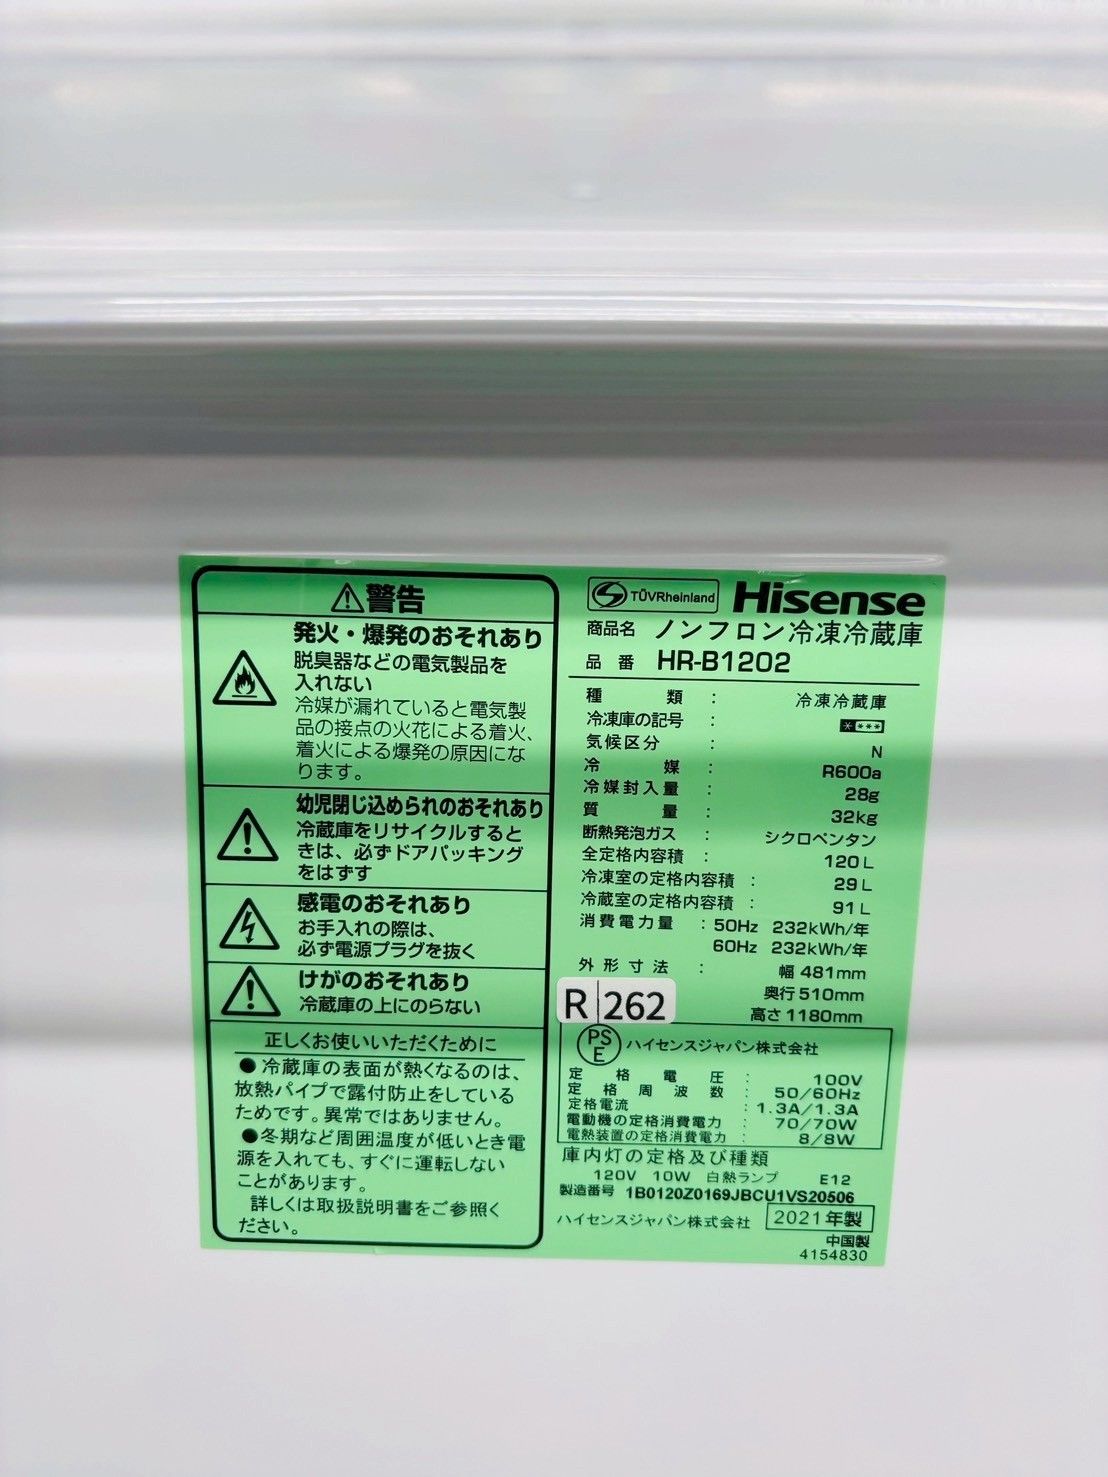 ⚠警告
発火・爆発のおそれあり
脱臭器などの電気製品を
入れない
冷媒が漏れていると電気製
品の接点の火花による着火、
着火による爆発の原因にな
ります。
幼児閉じ込められのおそれあり
冷蔵庫をリサイクルすると
きは、必ずドアパッキング
をはずす
感電のおそれあり
お手入れの際は、
必ず電源プラグを抜く
けがのおそれあり
冷蔵庫の上にのらない
正しくお使いいただくために
●冷蔵庫の表面が熱くなるのは、
放熱パイプで露付防止をしている
ためです。異常ではありません。
●冬期など周囲温度が低いとき電
源を入れても、すぐに運転しない
ことがあります。
詳しくは取扱説明書をご参照く
ださい。
TÜVRheinland Hisense
商品名 ノンフロン冷凍冷蔵庫
品番 HR-B1202
種類 : 冷凍冷蔵庫
冷凍庫の記号 : * ***
気候区分 : N
冷媒 : R600a
冷媒封入量 : 28g
質量 : 32kg
断熱発泡ガス : シクロペンタン
全定格内容積 : 120L
冷凍室の定格内容積 : 29L
冷蔵室の定格内容積 : 91L
消費電力量 : 50Hz 232kWh/年
60Hz 232kWh/年
外形寸法 : 幅 481mm
奥行 510mm
高さ 1180mm
R 262
PSE ハイセンスジャパン株式会社
定格電圧 : 100V
定格周波数 : 50/60Hz
定格電流 : 1.3A/1.3A
電動機の定格消費電力 : 70/70W
電熱装置の定格消費電力 : 8/8W
庫内灯の定格及び種類
120V 10W 白熱ランプ E12
製造番号 1B0120Z0169JBCU1VS20506
ハイセンスジャパン株式会社 2021年製
中国製
4154830